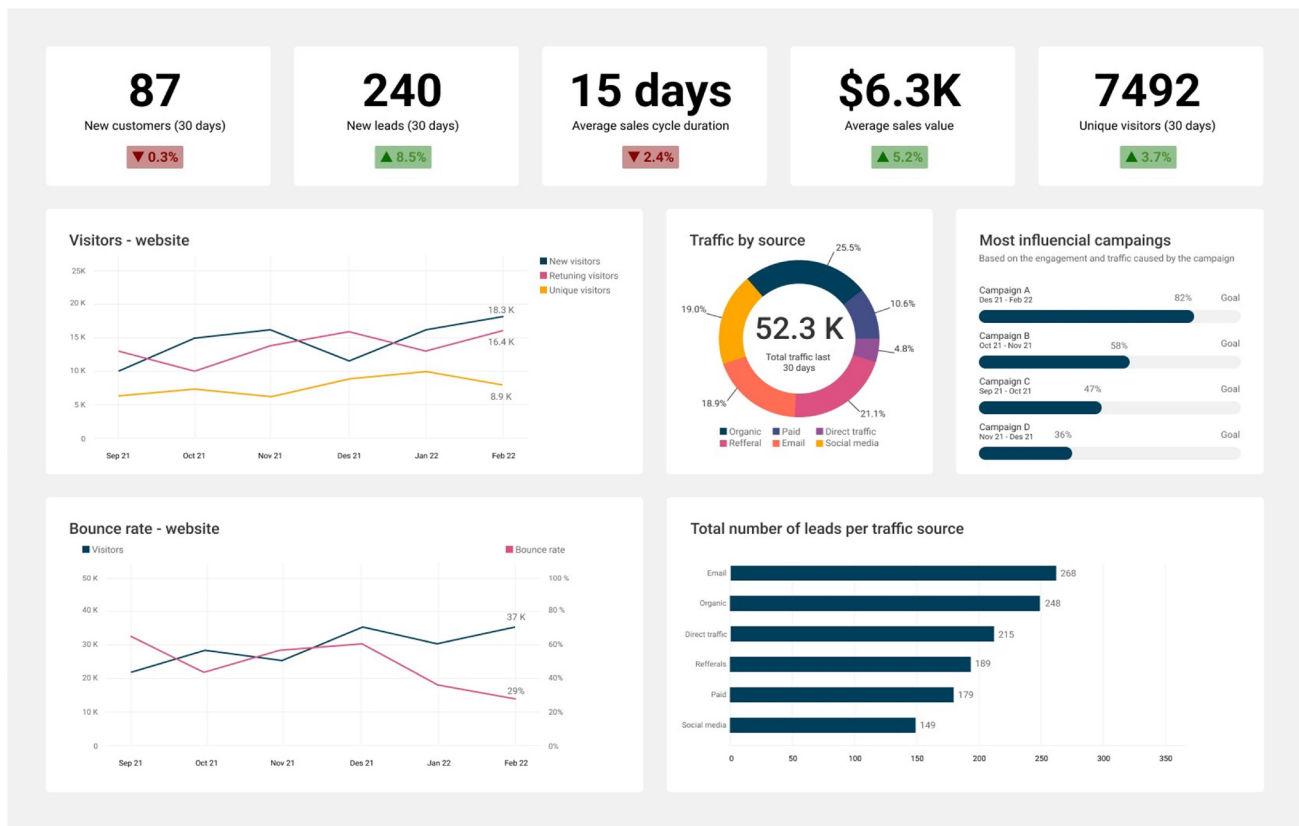 87
New customers (30 days)
▼ 0.3%
240
New leads (30 days)
▲ 8.5%
15 days
Average sales cycle duration
▼ 2.4%
$6.3K
Average sales value
▲ 5.2%
7492
Unique visitors (30 days)
▲ 3.7%
Visitors - website
New visitors
Retuning visitors
Unique visitors
25K
20 K
15 K
10 K
5 K
0
18.3 K
16.4 K
8.9 K
Sep 21 Oct 21 Nov 21 Des 21 Jan 22 Feb 22
Traffic by source
25.5%
10.6%
4.8%
21.1%
18.9%
19.0%
52.3 K
Total traffic last
30 days
Organic Paid Direct traffic
Refferal Email Social media
Most influencial campaings
Based on the engagement and traffic caused by the campaign
Campaign A
Des 21 - Feb 22 82% Goal
Campaign B
Oct 21 - Nov 21 58% Goal
Campaign C
Sep 21 - Oct 21 47% Goal
Campaign D
Nov 21 - Des 21 36% Goal
Bounce rate - website
Visitors Bounce rate
50 K 100 %
40 K 80 %
30 K 60%
20 K 40%
10 K 20%
0 0%
37 K
29%
Sep 21 Oct 21 Nov 21 Des 21 Jan 22 Feb 22
Total number of leads per traffic source
Email 268
Organic 248
Direct traffic 215
Refferals 189
Paid 179
Social media 149
0 50 100 150 200 250 300 350